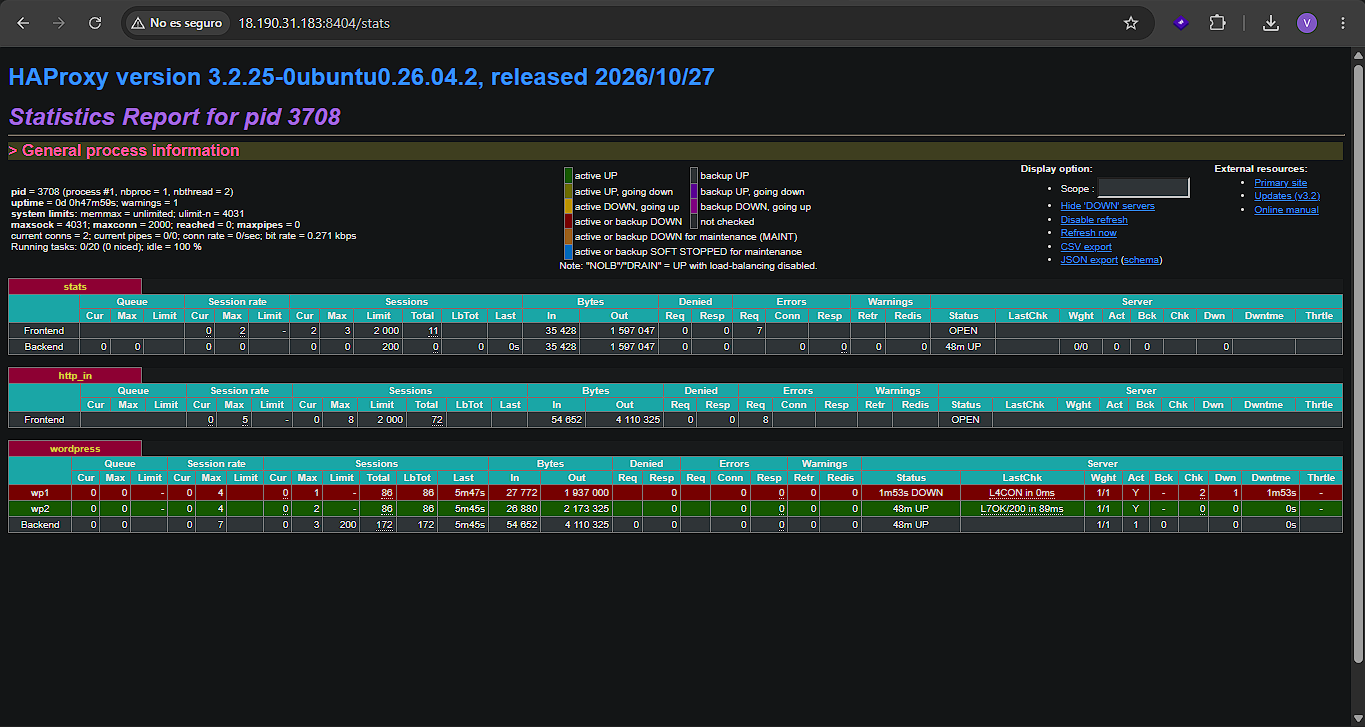 No es seguro 18.190.31.183:8404/stats V
HAProxy version 3.2.25-0ubuntu0.26.04.2, released 2026/10/27
Statistics Report for pid 3708
> General process information
pid = 3708 (process #1, nbproc = 1, nbthread = 2)
uptime = 0d 0h47m59s; warnings = 1
system limits: memmax = unlimited; ulimit-n = 4031
maxsock = 4031; maxconn = 2000; reached = 0; maxpipes = 0
current conns = 2; current pipes = 0/0; conn rate = 0/sec; bit rate = 0.271 kbps
Running tasks: 0/20 (0 niced); idle = 100 %
active UP backup UP
active UP, going down backup UP, going down
active DOWN, going up backup DOWN, going up
active or backup DOWN not checked
active or backup DOWN for maintenance (MAINT)
active or backup SOFT STOPPED for maintenance
Note: "NOLB"/"DRAIN" = UP with load-balancing disabled.
Display option:
• Scope :
• Hide 'DOWN' servers
• Disable refresh
• Refresh now
• CSV export
• JSON export (schema)
External resources:
• Primary site
• Updates (v3.2)
• Online manual
stats
Queue Session rate Sessions Bytes Denied Errors Warnings Server
Cur Max Limit Cur Max Limit Cur Max Limit Total LbTot Last In Out Req Resp Req Conn Resp Retr Redis Status LastChk Wght Act Bck Chk Dwn Dwntme Thrtle
Frontend 0 2 - 2 3 2 000 11 35 428 1 597 047 0 0 7 OPEN
Backend 0 0 0 0 0 0 200 0 0 0s 35 428 1 597 047 0 0 0 0 0 0 48m UP 0/0 0 0 0
http_in
Queue Session rate Sessions Bytes Denied Errors Warnings Server
Cur Max Limit Cur Max Limit Cur Max Limit Total LbTot Last In Out Req Resp Req Conn Resp Retr Redis Status LastChk Wght Act Bck Chk Dwn Dwntme Thrtle
Frontend 0 5 - 0 8 2 000 72 54 652 4 110 325 0 0 8 OPEN
wordpress
Queue Session rate Sessions Bytes Denied Errors Warnings Server
Cur Max Limit Cur Max Limit Cur Max Limit Total LbTot Last In Out Req Resp Req Conn Resp Retr Redis Status LastChk Wght Act Bck Chk Dwn Dwntme Thrtle
wp1 0 0 - 0 4 0 1 - 86 86 5m47s 27 772 1 937 000 0 0 0 0 0 1m53s DOWN L4CON in 0ms 1/1 Y - 2 1 1m53s -
wp2 0 0 - 0 4 0 2 - 86 86 5m45s 26 880 2 173 325 0 0 0 0 0 48m UP L7OK/200 in 89ms 1/1 Y - 0 0 0s -
Backend 0 0 0 7 0 3 200 172 172 5m45s 54 652 4 110 325 0 0 0 0 0 0 48m UP 1/1 1 0 0 0s